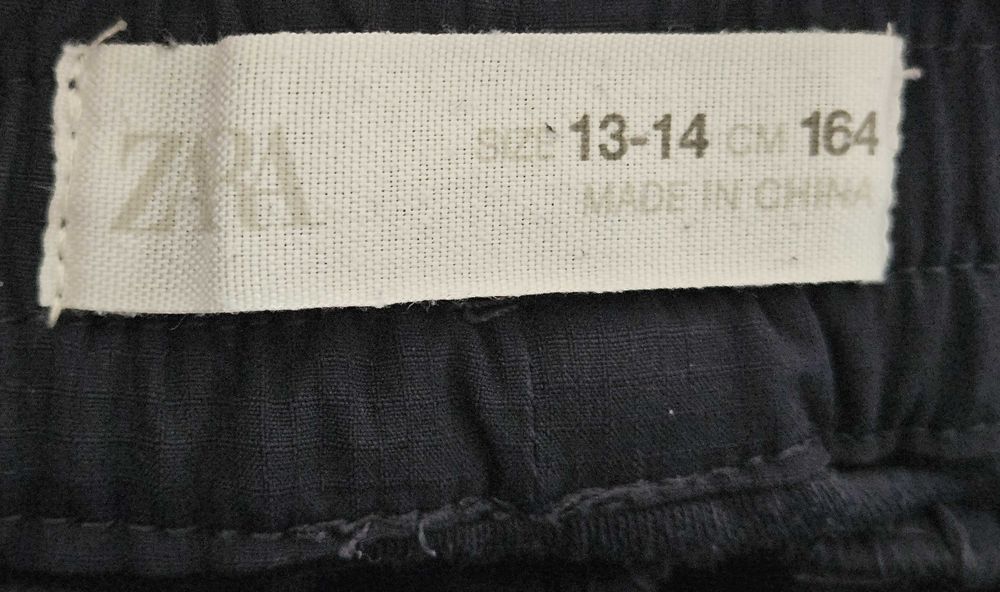 ZARA
SIZE 13-14 CM 164
MADE IN CHINA